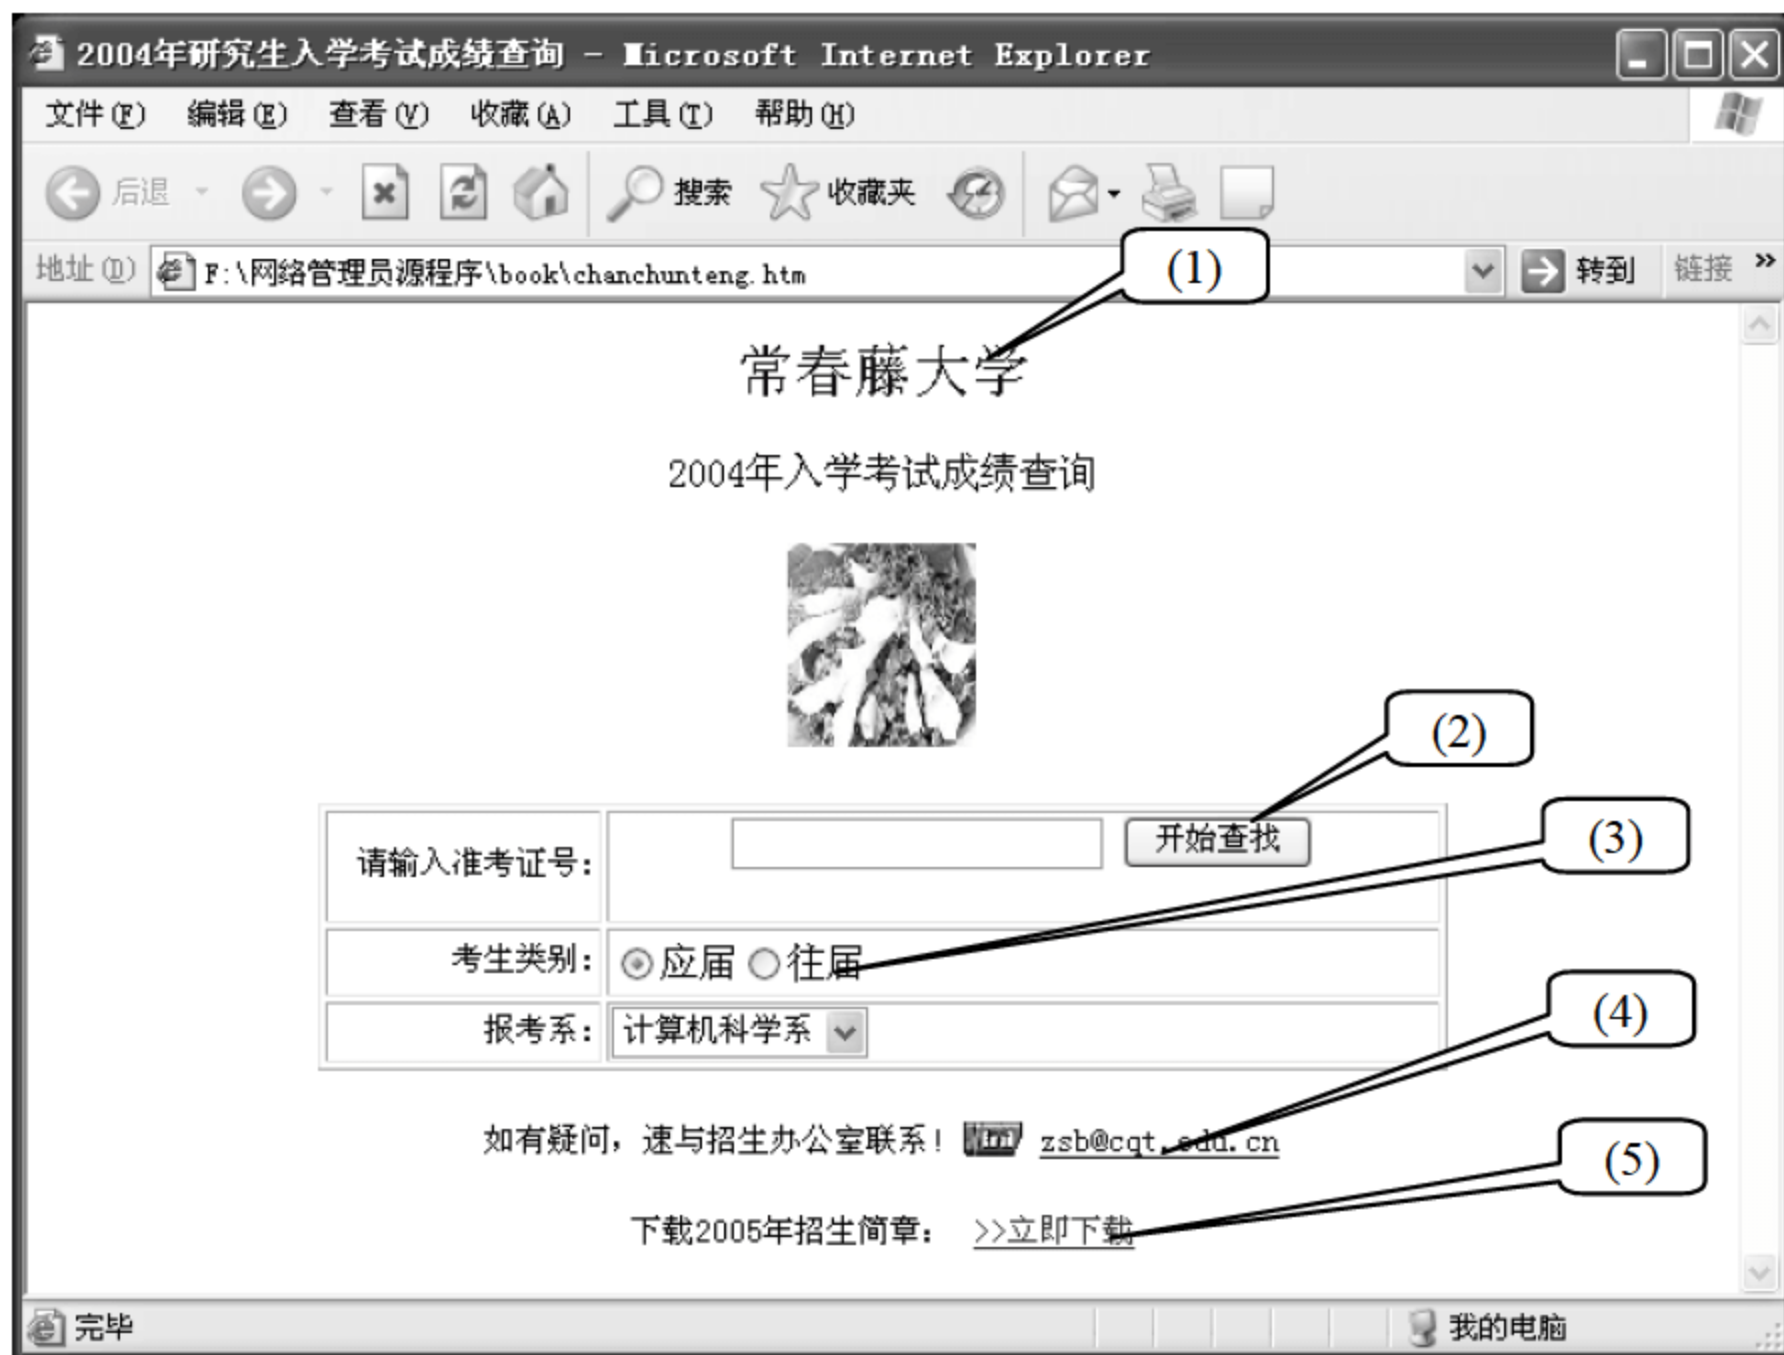 2004年研究生入学考试成绩查询 - Microsoft Internet Explorer
文件(F) 编辑(E) 查看(V) 收藏(A) 工具(T) 帮助(H)
后退 搜索 收藏夹
地址(D) F:\网络管理员源程序\book\chanchunteng.htm 转到 链接 »
(1)
常春藤大学
2004年入学考试成绩查询
(2)
请输入准考证号: 开始查找
(3)
考生类别: 应届 往届
报考系: 计算机科学系
(4)
如有疑问，速与招生办公室联系! zsb@cqt.edu.cn
(5)
下载2005年招生简章: >>立即下载
完毕 我的电脑